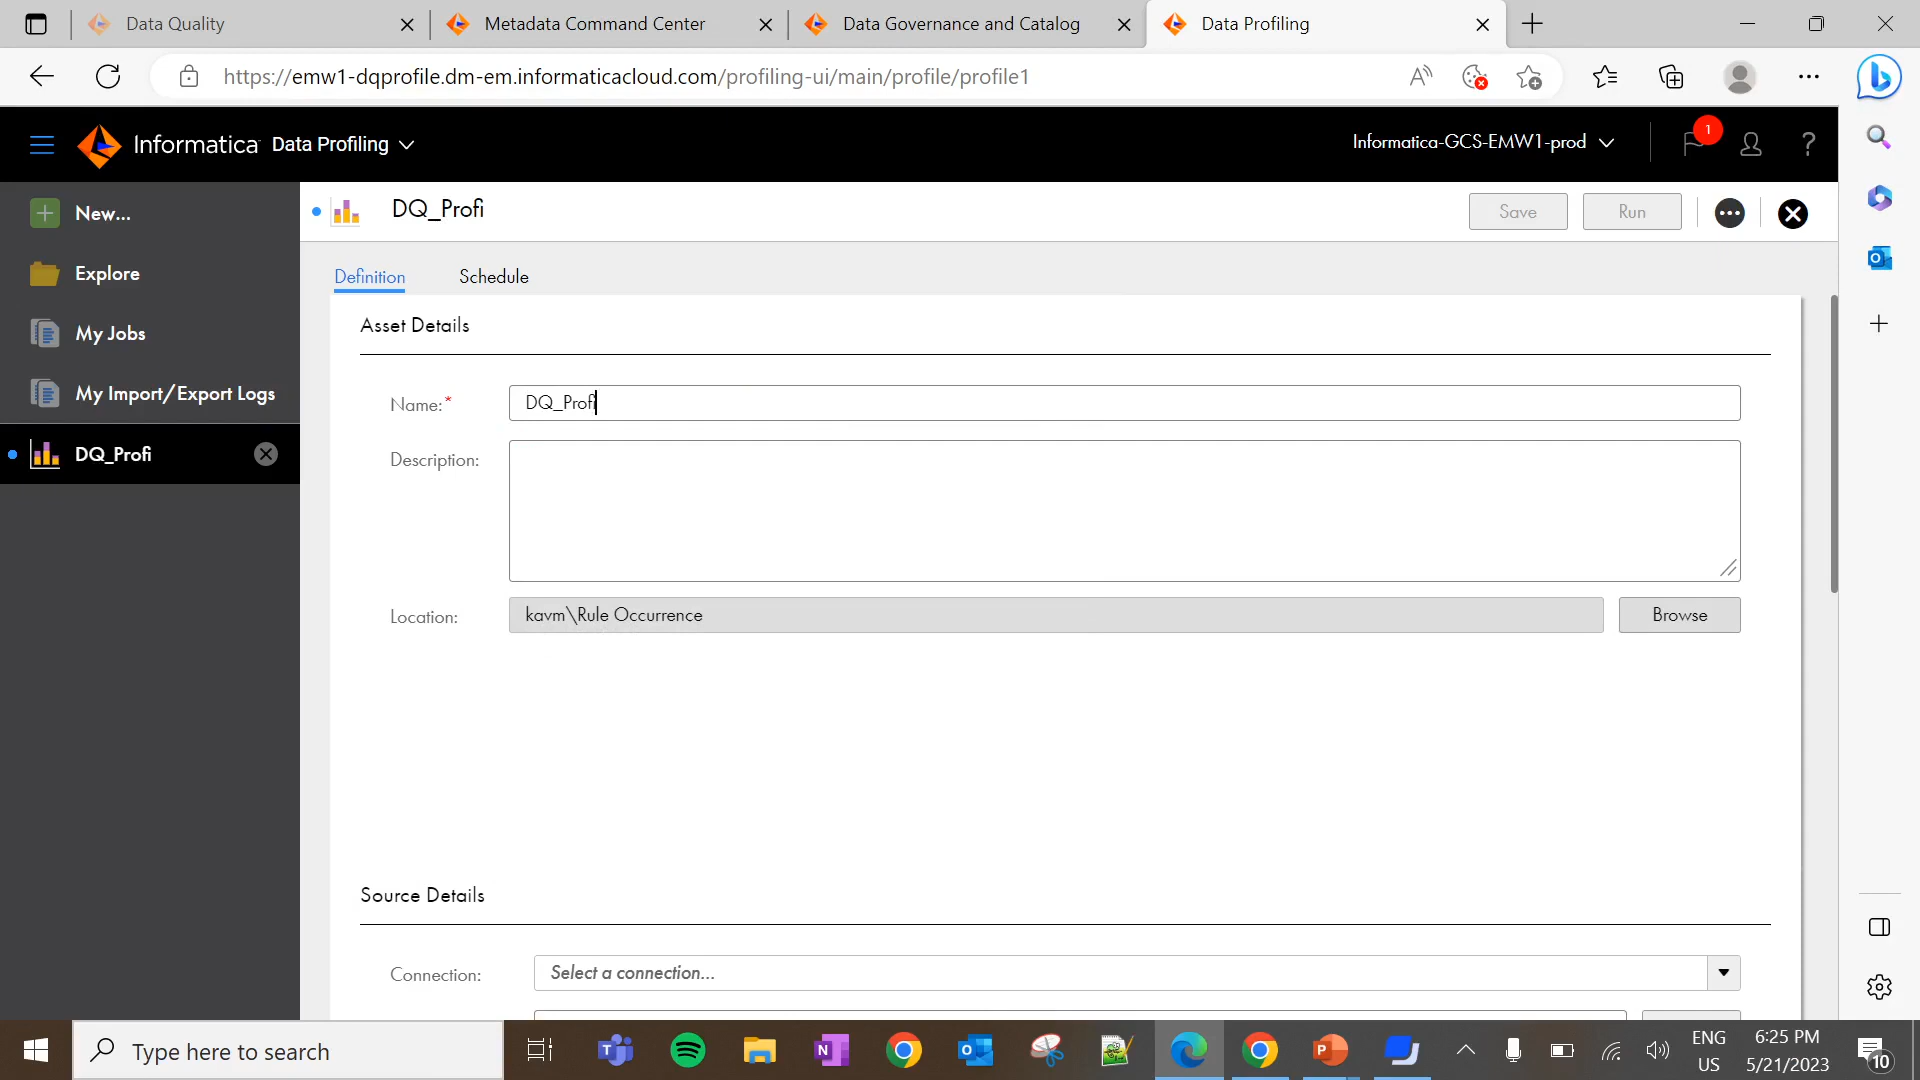 Data Quality
Metadata Command Center
Data Governance and Catalog
Data Profiling
https://emw1-dqprofile.dm-em.informaticacloud.com/profiling-ui/main/profile/profile1
Informatica Data Profiling
Informatica-GCS-EMW1-prod
1
?
New...
DQ_Profi
Save
Run
Explore
Definition
Schedule
My Jobs
Asset Details
My Import/Export Logs
Name:*
DQ_Profi
DQ_Profi
Description:
Location:
kavm\Rule Occurrence
Browse
Source Details
Connection:
Select a connection...
Type here to search
ENG
US
6:25 PM
5/21/2023
10